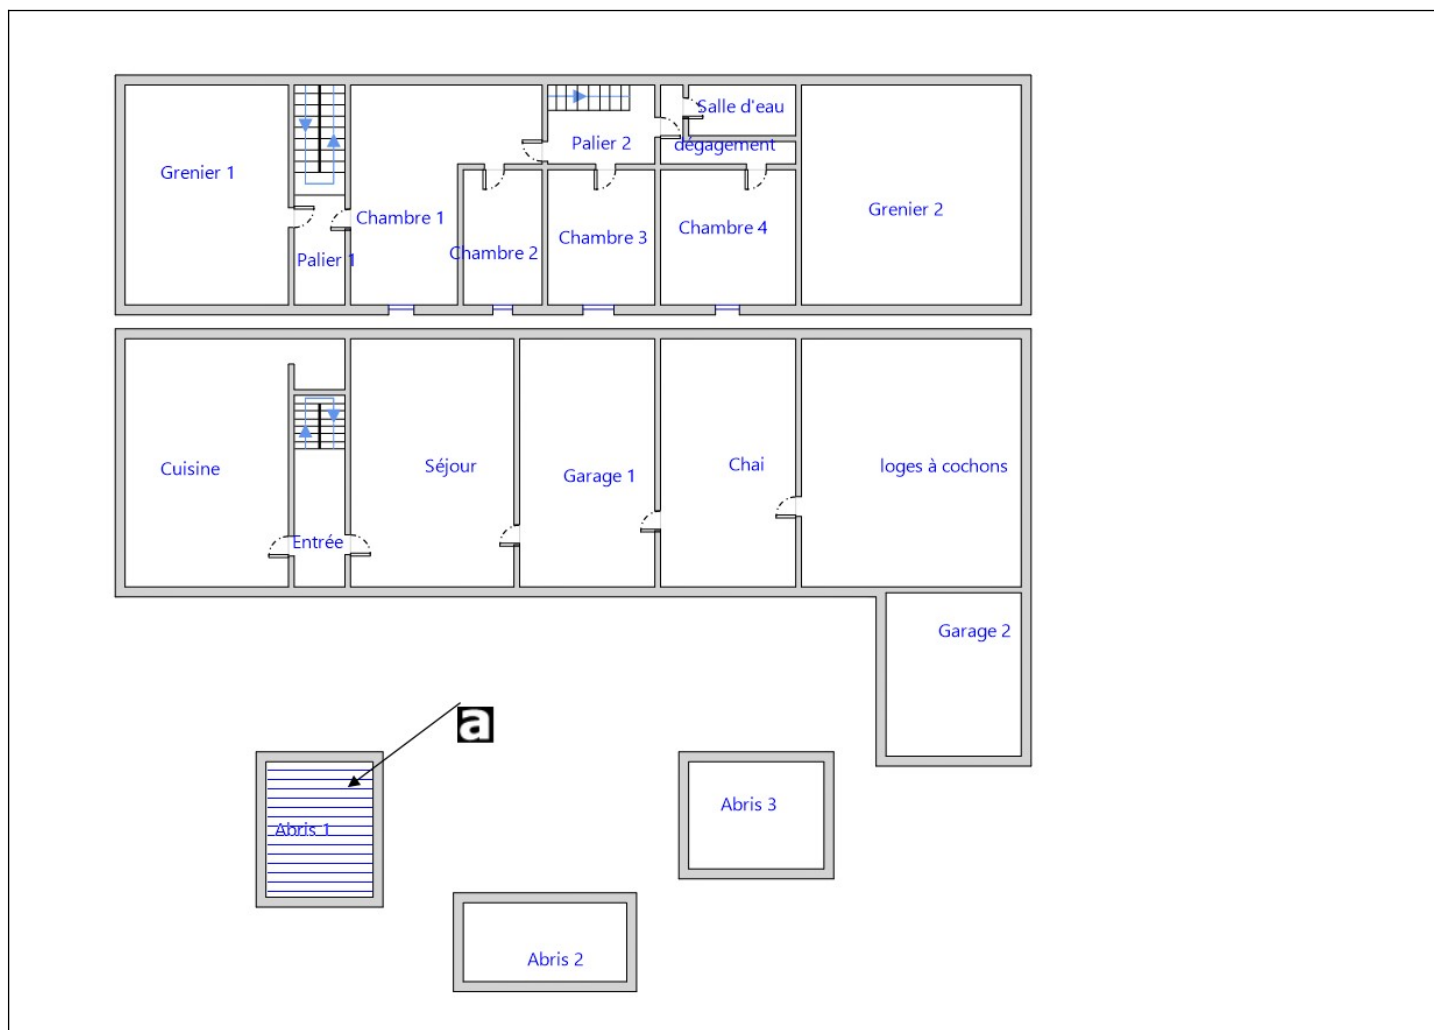 Salle d'eau
Palier 2
dégagement
Grenier 1
Grenier 2
Chambre 1
Chambre 4
Chambre 3
Chambre 2
Palier 1
Cuisine
Séjour
Garage 1
Chai
loges à cochons
Entrée
Garage 2
a
Abris 1
Abris 3
Abris 2